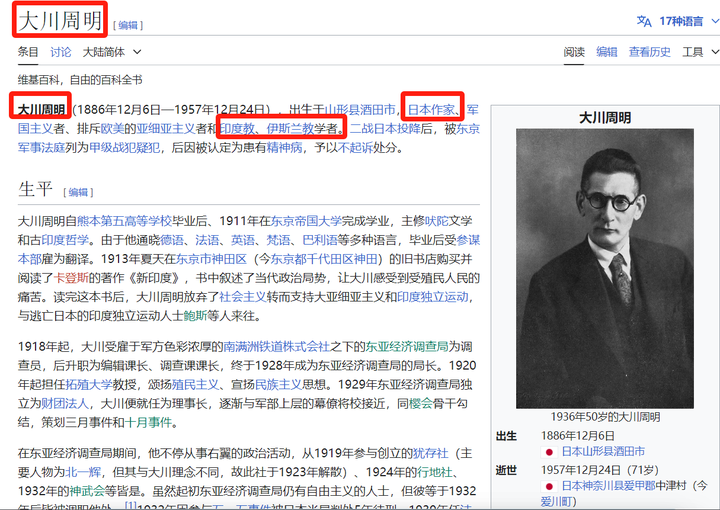 大川周明 [编辑]
17种语言
条目 讨论 大陆简体
阅读 编辑 查看历史 工具
维基百科，自由的百科全书
大川周明（1886年12月6日—1957年12月24日），出生于山形县酒田市，日本作家、军
国主义者、排斥欧美的亚细亚主义者和印度教、伊斯兰教学者。二战日本投降后，被东京
军事法庭列为甲级战犯疑犯，后因被认定为患有精神病，予以不起诉处分。
生平 [编辑]
大川周明自熊本第五高等学校毕业后、1911年在东京帝国大学完成学业，主修吠陀文学
和古印度哲学。由于他通晓德语、法语、英语、梵语、巴利语等多种语言，毕业后受参谋
本部雇为翻译。1913年夏天在东京市神田区（今东京都千代田区神田）的旧书店购买并
阅读了卡登斯的著作《新印度》，书中叙述了当代政治局势，让大川感受到受殖民人民的
痛苦。读完这本书后，大川周明放弃了社会主义转而支持大亚细亚主义和印度独立运动，
与逃亡日本的印度独立运动人士鲍斯等人来往。
1918年起，大川受雇于军方色彩浓厚的南满洲铁道株式会社之下的东亚经济调查局为调
查员，后升职为编辑课长、调查课课长，终于1928年成为东亚经济调查局的局长。1920
年起担任拓殖大学教授，颂扬殖民主义、宣扬民族主义思想。1929年东亚经济调查局独
立为财团法人，大川便就任为理事长，逐渐与军部上层的幕僚将校接近，同樱会骨干勾
结，策划三月事件和十月事件。
在东亚经济调查局期间，他不停从事右翼的政治活动，从1919年参与创立的犹存社（主
要人物为北一辉，但其与大川理念不同，故此社于1923年解散）、1924年的行地社、
1932年的神武会等皆是。虽然起初东亚经济调查局仍有自由主义的人士，但彼等于1932
大川周明
1936年50岁的大川周明
出生 1886年12月6日
日本山形县酒田市
逝世 1957年12月24日（71岁）
日本神奈川县爱甲郡中津村（今
爱川町）